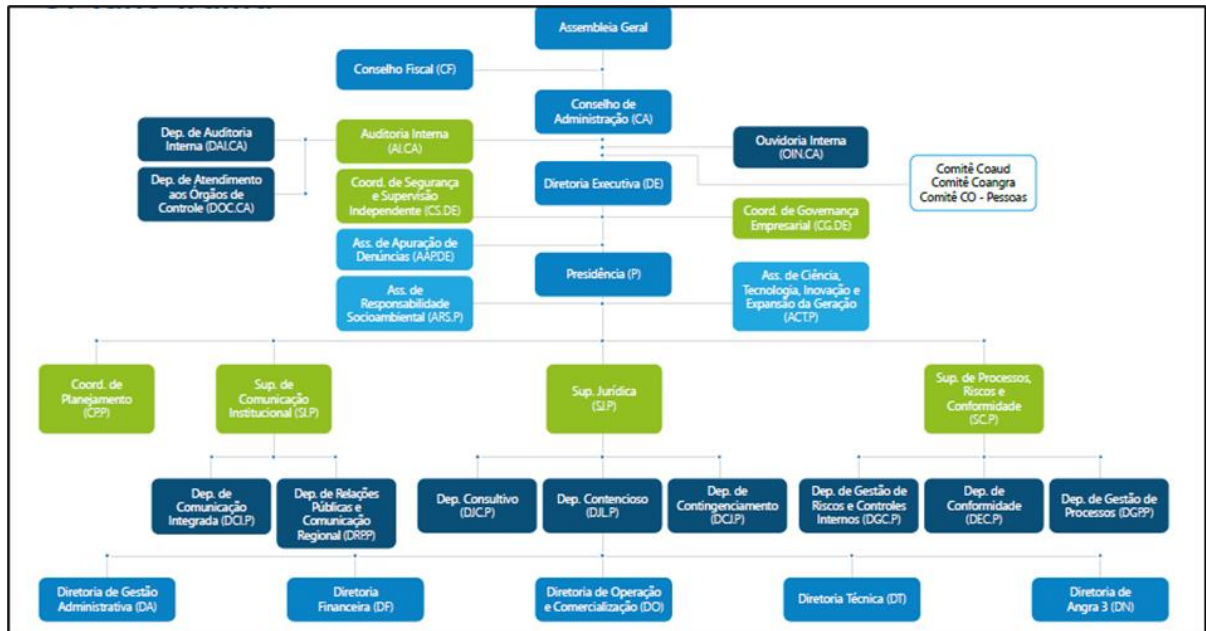 Assembleia Geral
Conselho Fiscal (CF)
Conselho de
Administração (CA)
Dep. de Auditoria
Interna (DAI.CA)
Auditoria Interna
(AI.CA)
Ouvidoria Interna
(OIN.CA)
Dep. de Atendimento
aos Órgãos de
Controle (DOC.CA)
Coord. de Segurança
e Supervisão
Independente (CS.DE)
Diretoria Executiva (DE)
Comitê Coaud
Comitê Coangra
Comitê CO - Pessoas
Coord. de Governança
Empresarial (CG.DE)
Ass. de Apuração de
Denúncias (AAP.DE)
Presidência (P)
Ass. de
Responsabilidade
Socioambiental (ARS.P)
Ass. de Ciência,
Tecnologia, Inovação e
Expansão da Geração
(ACT.P)
Coord. de
Planejamento
(CP.P)
Sup. de
Comunicação
Institucional (SI.P)
Sup. Jurídica
(SJ.P)
Sup. de Processos,
Riscos e
Conformidade
(SC.P)
Dep. de
Comunicação
Integrada (DCI.P)
Dep. de Relações
Públicas e
Comunicação
Regional (DRP.P)
Dep. Consultivo
(DJC.P)
Dep. Contencioso
(DJL.P)
Dep. de
Contingenciamento
(DCJ.P)
Dep. de Gestão de
Riscos e Controles
Internos (DGC.P)
Dep. de
Conformidade
(DEC.P)
Dep. de Gestão de
Processos (DGP.P)
Diretoria de Gestão
Administrativa (DA)
Diretoria
Financeira (DF)
Diretoria de Operação
e Comercialização (DO)
Diretoria Técnica (DT)
Diretoria de
Angra 3 (DN)